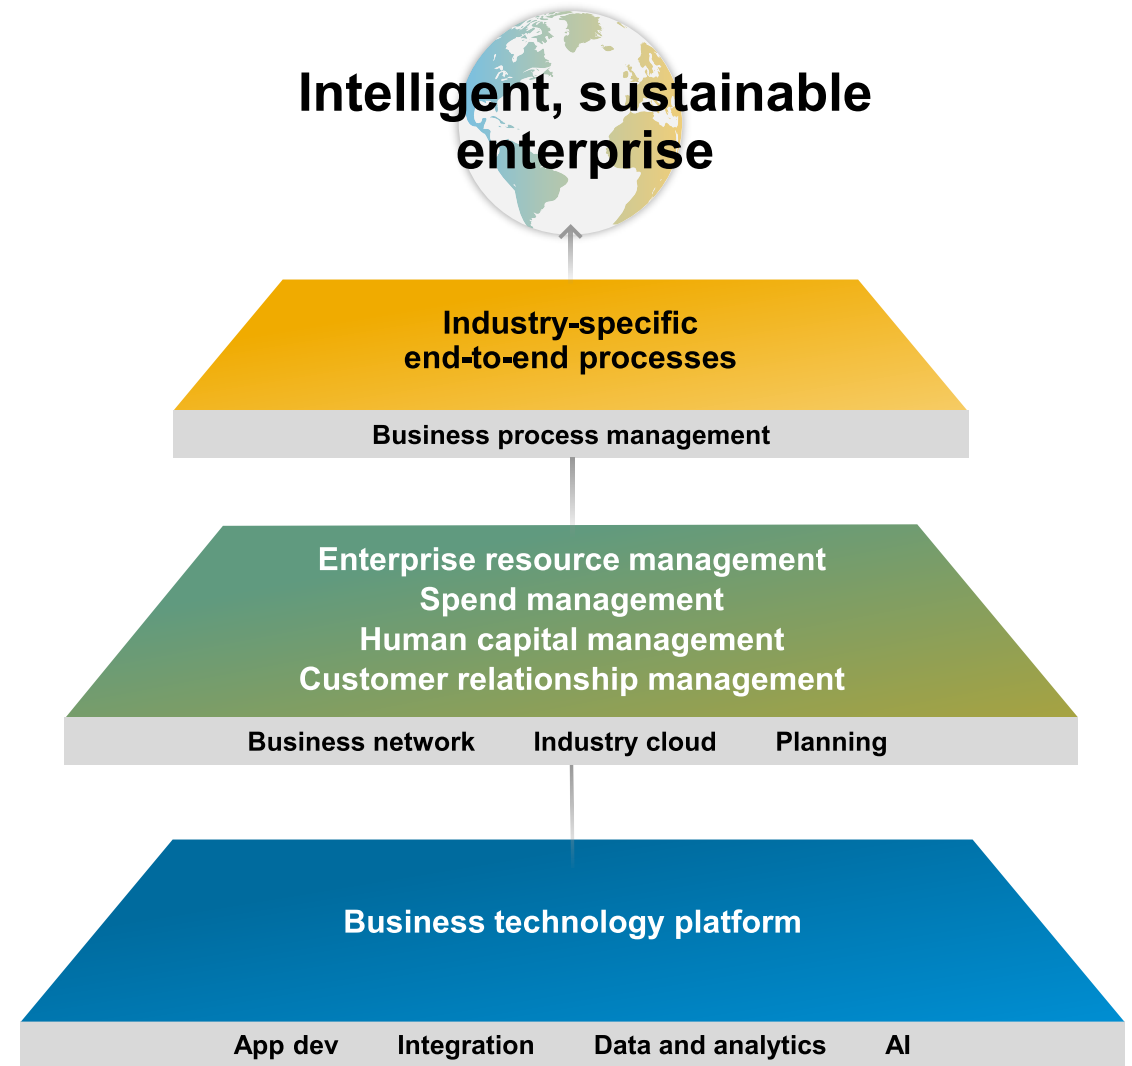 Intelligent, sustainable
enterprise
Industry-specific
end-to-end processes
Business process management
Enterprise resource management
Spend management
Human capital management
Customer relationship management
Business network Industry cloud Planning
Business technology platform
App dev Integration Data and analytics AI